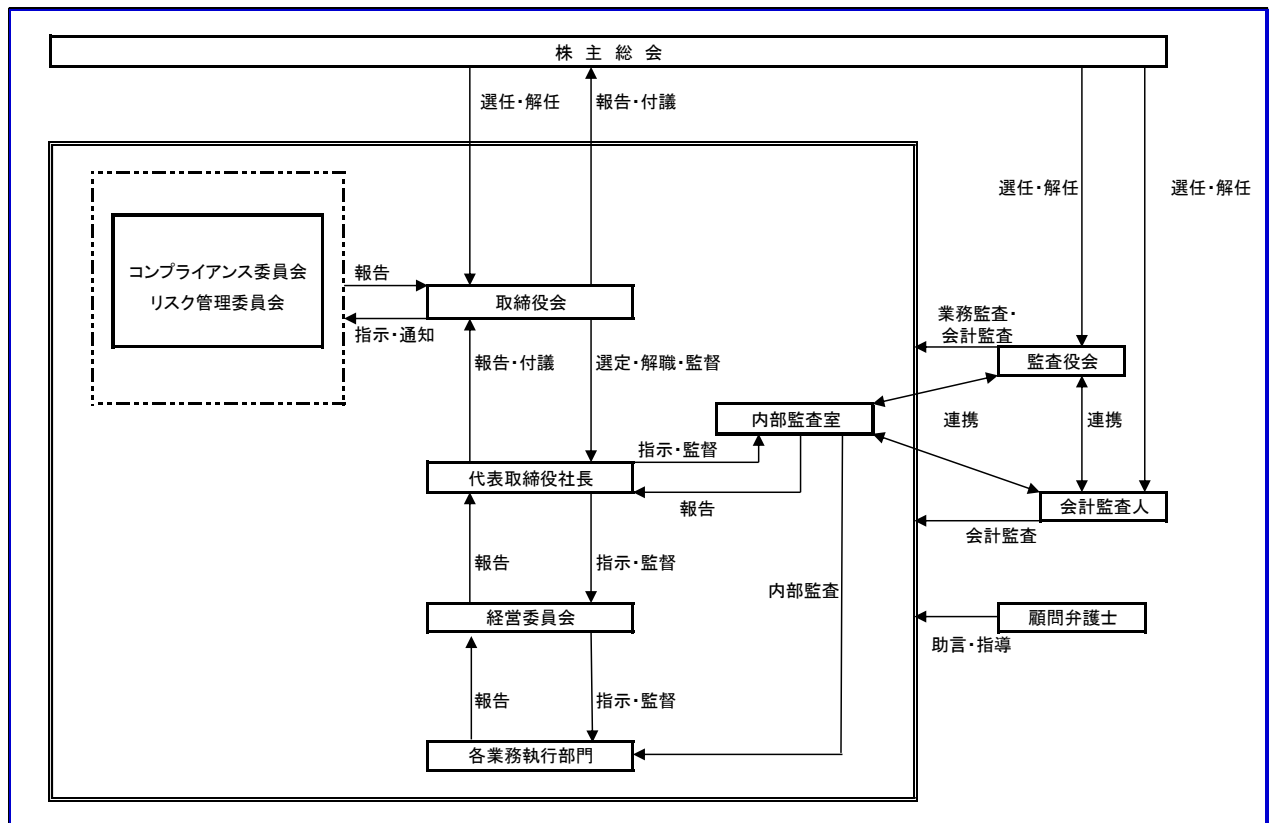 株 主 総 会
選任・解任
報告・付議
選任・解任
選任・解任
コンプライアンス委員会
リスク管理委員会
報告
指示・通知
取締役会
業務監査・
会計監査
監査役会
報告・付議
選定・解職・監督
内部監査室
連携
連携
指示・監督
代表取締役社長
報告
会計監査人
会計監査
報告
指示・監督
内部監査
経営委員会
顧問弁護士
助言・指導
報告
指示・監督
各業務執行部門